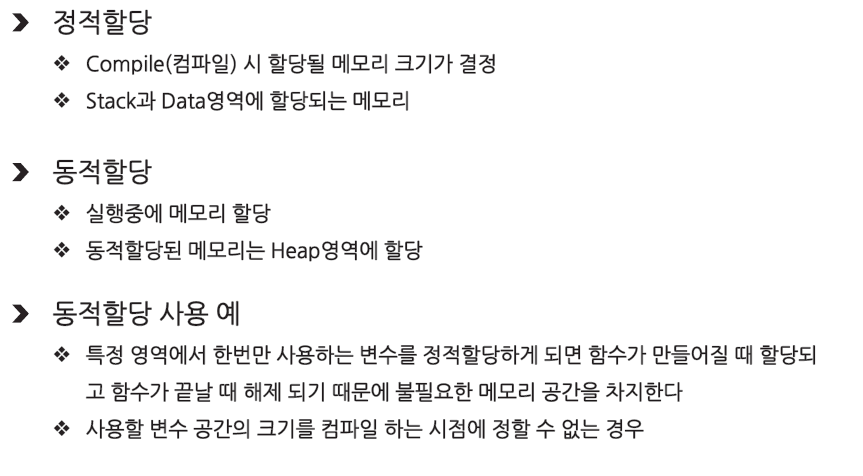 정적할당
Compile(컴파일) 시 할당될 메모리 크기가 결정
Stack과 Data영역에 할당되는 메모리
동적할당
실행중에 메모리 할당
동적할당된 메모리는 Heap영역에 할당
동적할당 사용 예
특정 영역에서 한번만 사용하는 변수를 정적할당하게 되면 함수가 만들어질 때 할당되
고 함수가 끝날 때 해제 되기 때문에 불필요한 메모리 공간을 차지한다
사용할 변수 공간의 크기를 컴파일 하는 시점에 정할 수 없는 경우